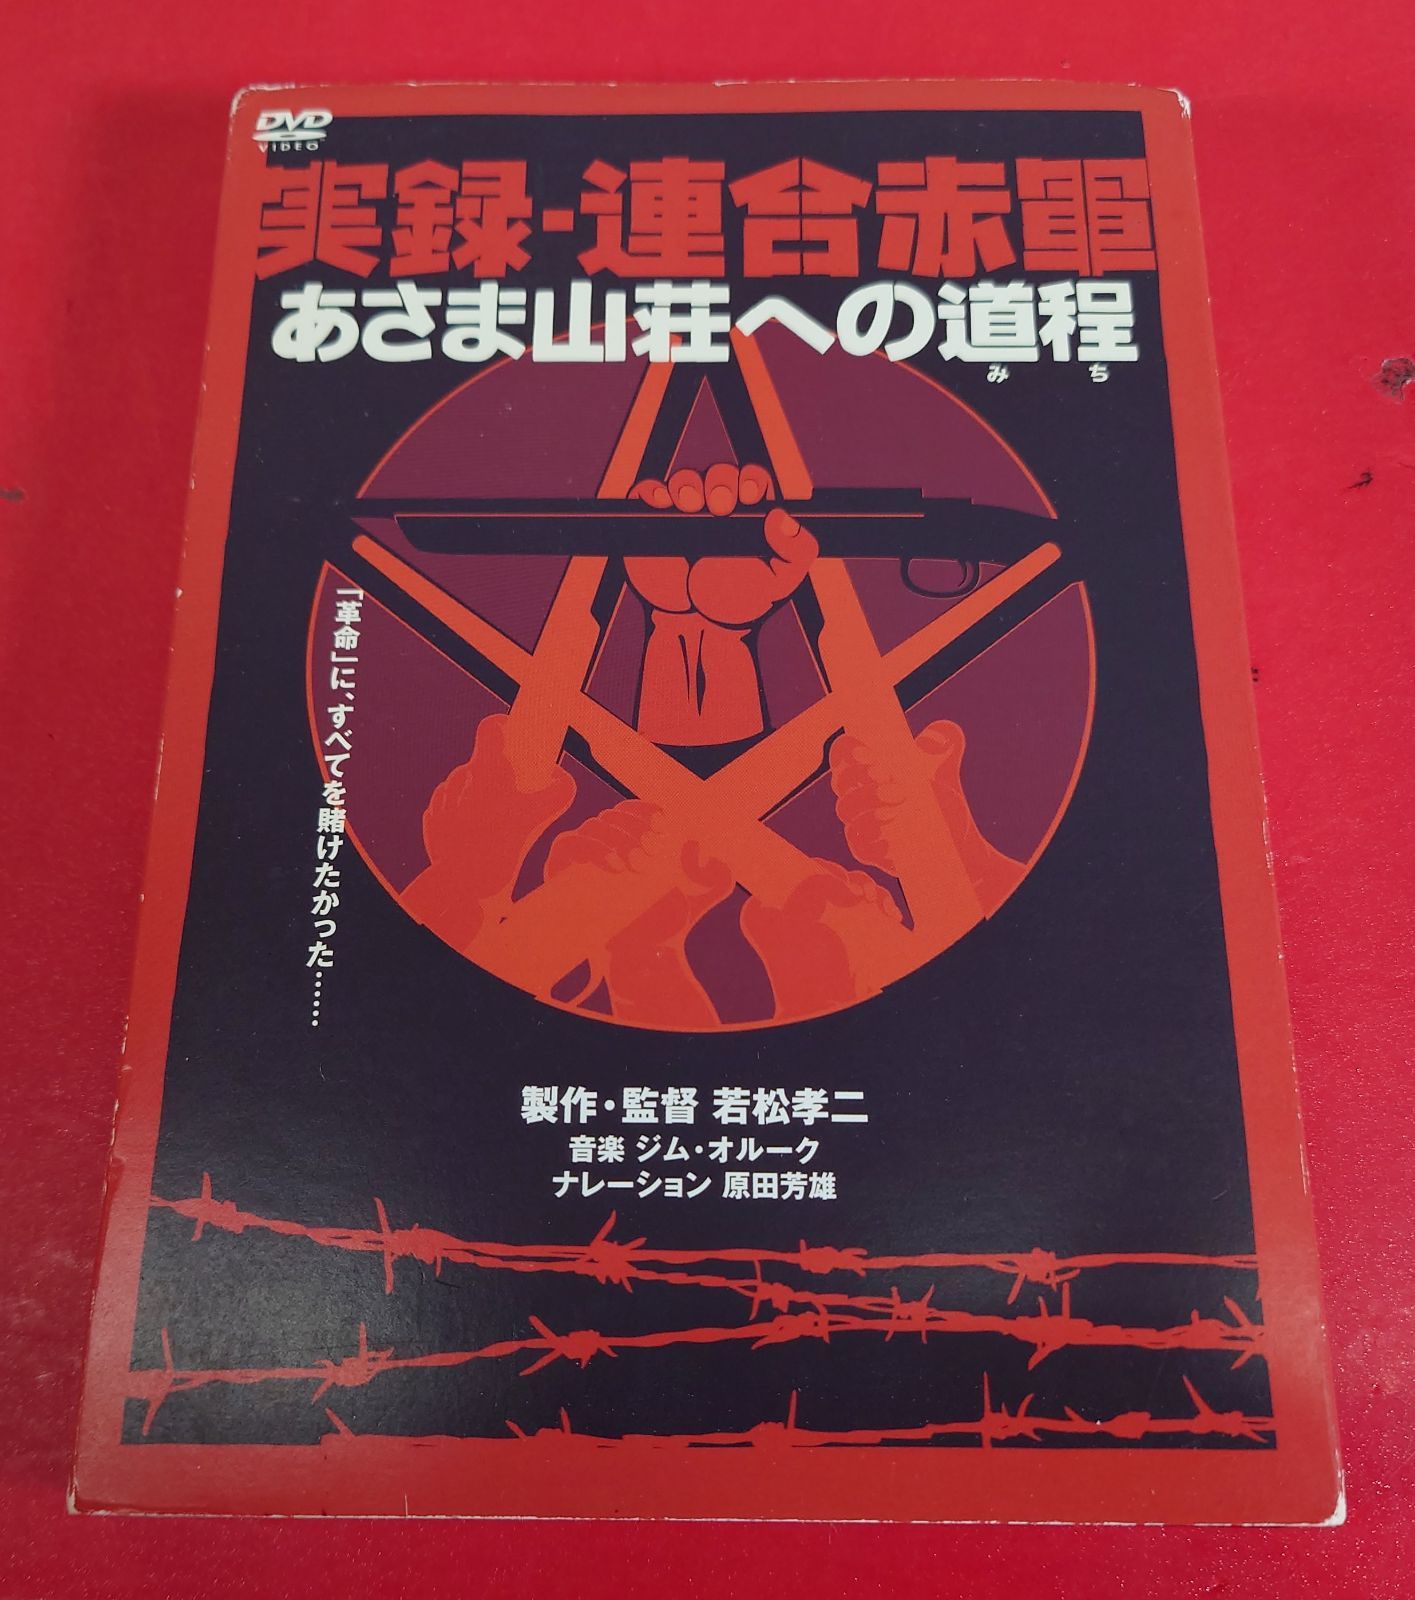 DVD
VIDEO
実録・連合赤軍
あさま山荘への道程
みち
「革命」に、すべてを賭けたかった……
製作・監督 若松孝二
音楽 ジム・オルーク
ナレーション 原田芳雄